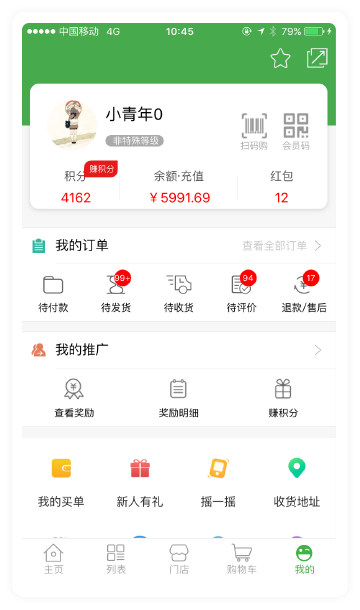 中国移动 4G 10:45 79%
小青年0
非特殊等级
扫码购 会员码
积分 赚积分 余额·充值 红包
4162 ￥5991.69 12
我的订单 查看全部订单
99+ 94 17
待付款 待发货 待收货 待评价 退款/售后
我的推广
查看奖励 奖励明细 赚积分
我的买单 新人有礼 摇一摇 收货地址
主页 列表 门店 购物车 我的